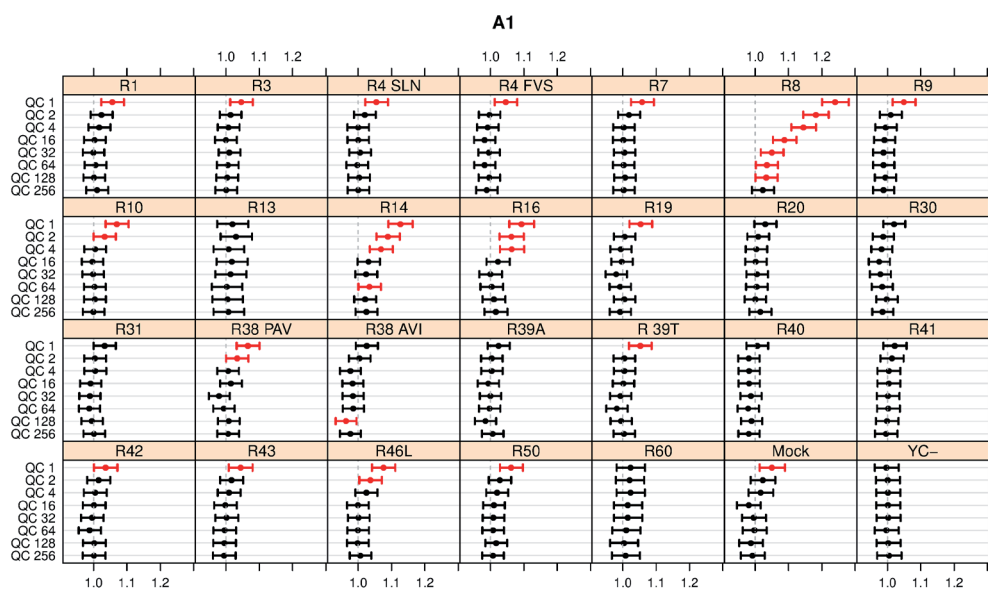 A1
1.0 1.1 1.2 1.0 1.1 1.2 1.0 1.1 1.2
R1 R3 R4 SLN R4 FVS R7 R8 R9
QC 1
QC 2
QC 4
QC 16
QC 32
QC 64
QC 128
QC 256
R10 R13 R14 R16 R19 R20 R30
QC 1
QC 2
QC 4
QC 16
QC 32
QC 64
QC 128
QC 256
R31 R38 PAV R38 AVI R39A R 39T R40 R41
QC 1
QC 2
QC 4
QC 16
QC 32
QC 64
QC 128
QC 256
R42 R43 R46L R50 R60 Mock YC−
QC 1
QC 2
QC 4
QC 16
QC 32
QC 64
QC 128
QC 256
1.0 1.1 1.2 1.0 1.1 1.2 1.0 1.1 1.2 1.0 1.1 1.2